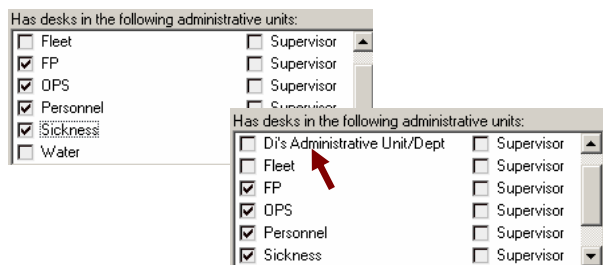 Has desks in the following administrative units:
Fleet Supervisor
FP Supervisor
OPS Supervisor
Personnel Supervisor
Sickness
Water
Has desks in the following administrative units:
Di's Administrative Unit/Dept Supervisor
Fleet Supervisor
FP Supervisor
OPS Supervisor
Personnel Supervisor
Sickness Supervisor